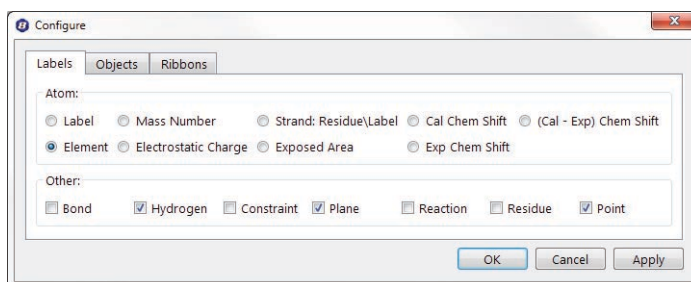 Configure
Labels Objects Ribbons
Atom:
Label Mass Number Strand: Residue\Label Cal Chem Shift (Cal - Exp) Chem Shift
Element Electrostatic Charge Exposed Area Exp Chem Shift
Other:
Bond Hydrogen Constraint Plane Reaction Residue Point
OK Cancel Apply